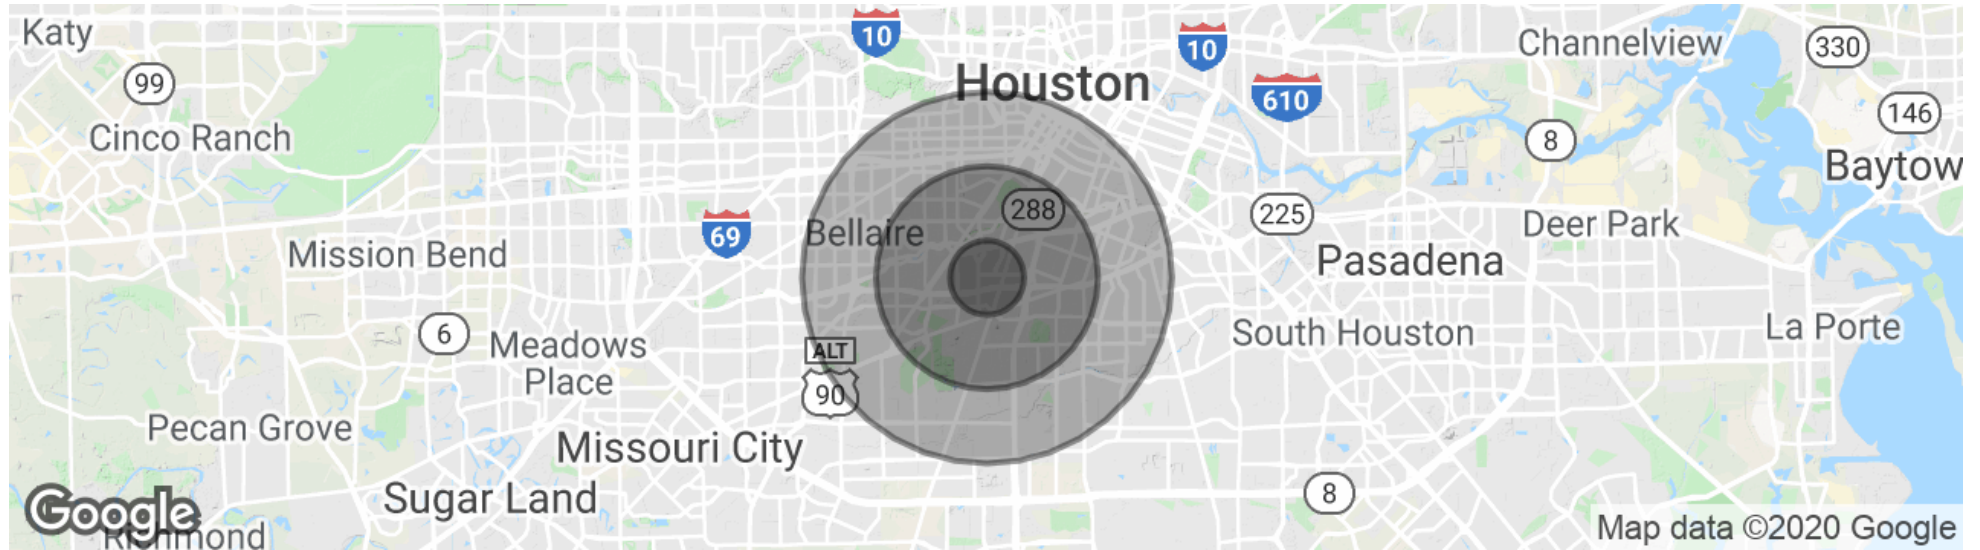 Katy
10
10
Channelview
330
99
Houston
610
146
Cinco Ranch
8
Baytow
288
225
Bellaire
69
Deer Park
Mission Bend
Pasadena
6
Meadows
Place
South Houston
La Porte
ALT
90
Pecan Grove
Missouri City
Sugar Land
8
Google
Richmond
Map data ©2020 Google